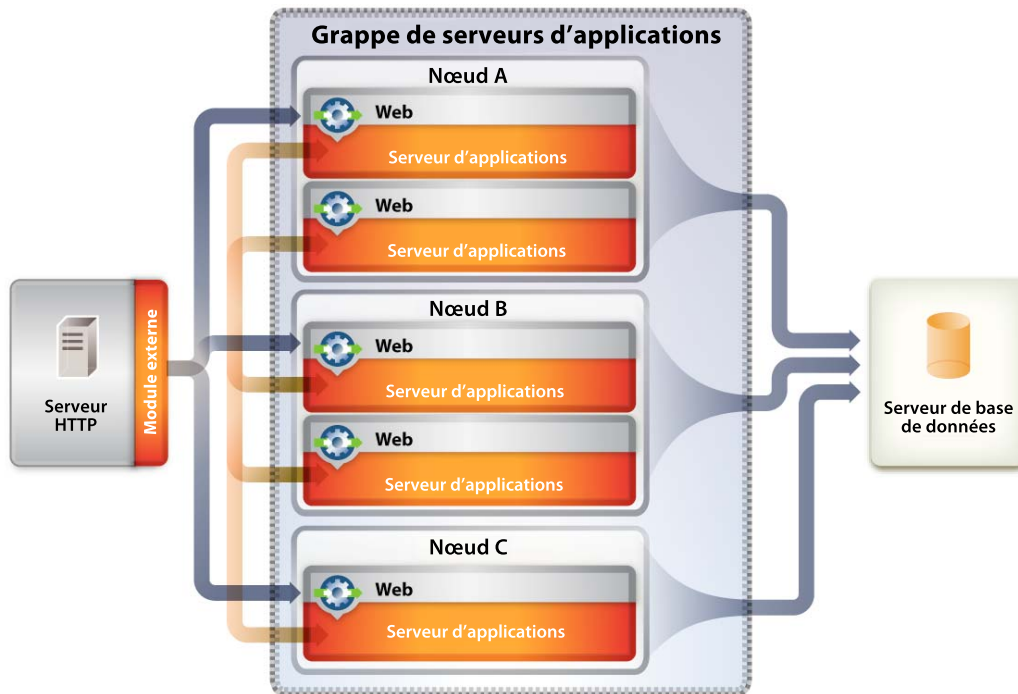 Grappe de serveurs d’applications
Nœud A
Web
Serveur d’applications
Web
Serveur d’applications
Nœud B
Web
Serveur d’applications
Web
Serveur d’applications
Nœud C
Web
Serveur d’applications
Serveur
HTTP
Module externe
Serveur de base
de données